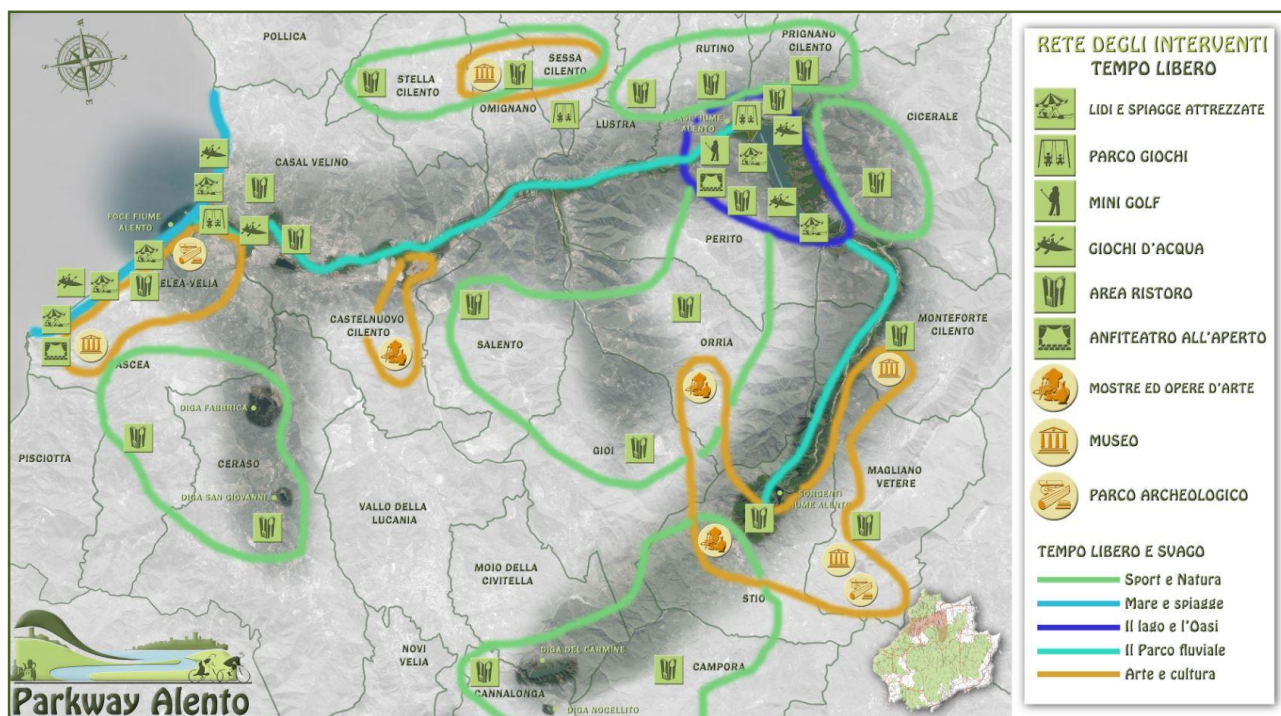 POLLICA
STELLA
CILENTO
SESSA
CILENTO
OMIGNANO
RUTINO
PRIGNANO
CILENTO
LUSTRA
FIUME
ALENTO
CICERALE
CASAL VELINO
FOCE FIUME
ALENTO
ELEA-VELIA
PERITO
CASTELNUOVO
CILENTO
SALENTO
ORRIA
MONTEFORTE
CILENTO
ASCEA
DIGA FABBRICA
PISCIOTTA
CERASO
DIGA SAN GIOVANNI
GIOI
VALLO DELLA
LUCANIA
MAGLIANO
VETERE
SORGENTI
FIUME ALENTO
MOIO DELLA
CIVITELLA
STIO
NOVI
VELIA
DIGA DEL CARMINE
CANNALONGA
CAMPORA
DIGA NOCELLITO
Parkway Alento
RETE DEGLI INTERVENTI
TEMPO LIBERO
LIDI E SPIAGGE ATTREZZATE
PARCO GIOCHI
MINI GOLF
GIOCHI D'ACQUA
AREA RISTORO
ANFITEATRO ALL'APERTO
MOSTRE ED OPERE D'ARTE
MUSEO
PARCO ARCHEOLOGICO
TEMPO LIBERO E SVAGO
Sport e Natura
Mare e spiagge
Il lago e l'Oasi
Il Parco fluviale
Arte e cultura